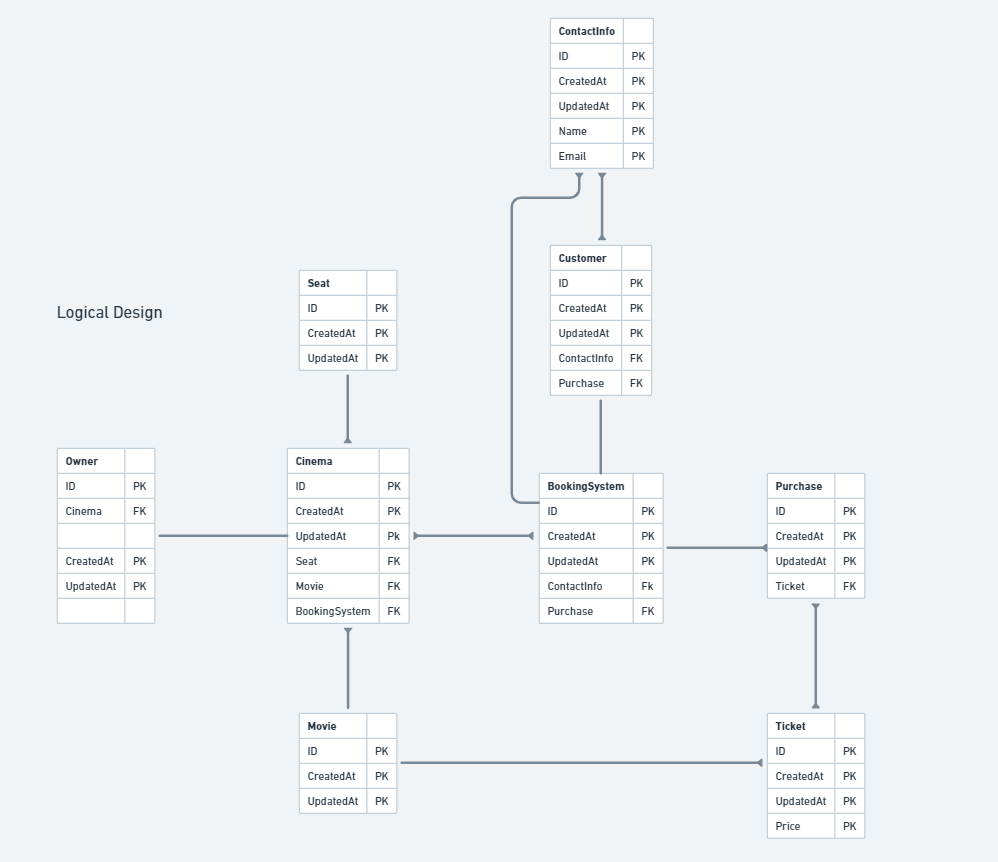 ContactInfo
ID PK
CreatedAt PK
UpdatedAt PK
Name PK
Email PK
Customer
ID PK
CreatedAt PK
UpdatedAt PK
ContactInfo FK
Purchase FK
Seat
ID PK
CreatedAt PK
UpdatedAt PK
Logical Design
Owner
ID PK
Cinema FK
CreatedAt PK
UpdatedAt PK
Cinema
ID PK
CreatedAt PK
UpdatedAt Pk
Seat FK
Movie FK
BookingSystem FK
BookingSystem
ID PK
CreatedAt PK
UpdatedAt PK
ContactInfo Fk
Purchase FK
Purchase
ID PK
CreatedAt PK
UpdatedAt PK
Ticket FK
Movie
ID PK
CreatedAt PK
UpdatedAt PK
Ticket
ID PK
CreatedAt PK
UpdatedAt PK
Price PK